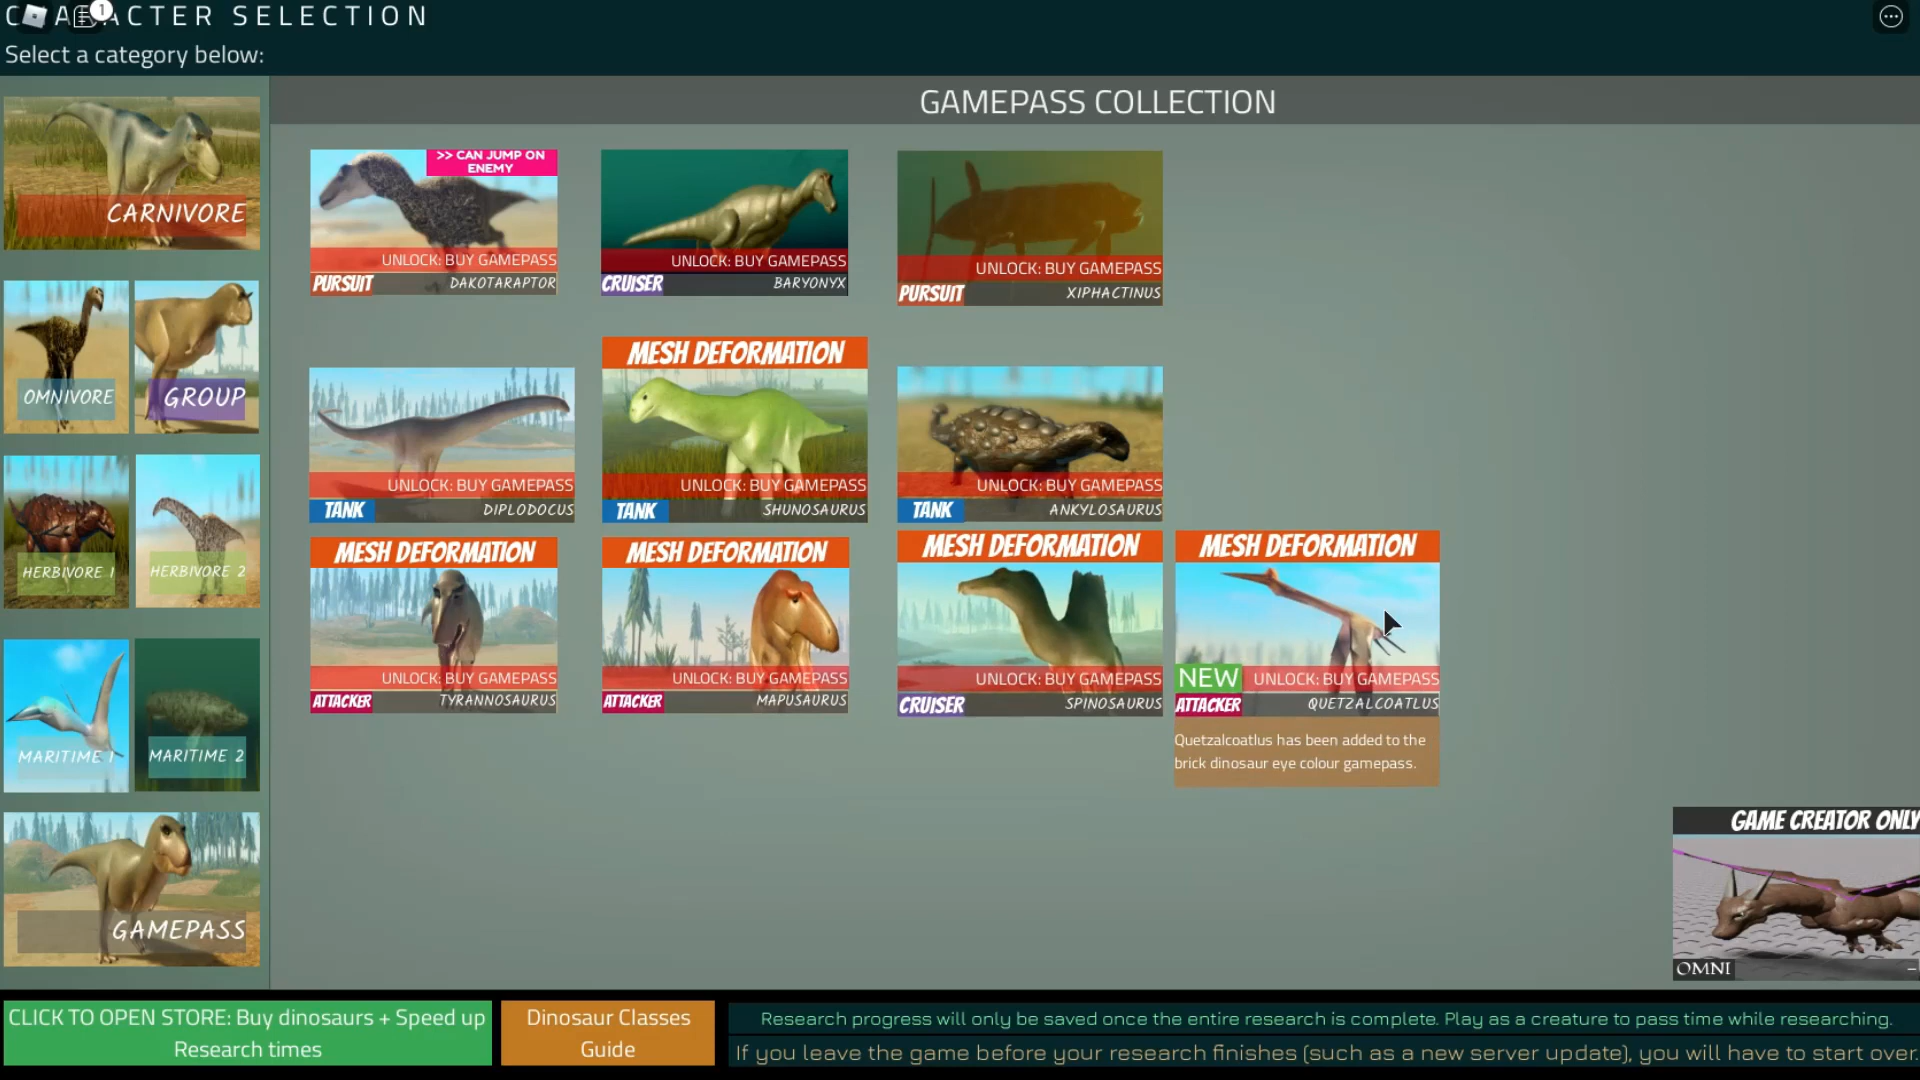 CHARACTER SELECTION
1
Select a category below:
GAMEPASS COLLECTION
CARNIVORE
OMNIVORE
GROUP
HERBIVORE 1
HERBIVORE 2
MARITIME 1
MARITIME 2
GAMEPASS
>> CAN JUMP ON
ENEMY
UNLOCK: BUY GAMEPASS
PURSUIT DAKOTARAPTOR
UNLOCK: BUY GAMEPASS
CRUISER BARYONYX
UNLOCK: BUY GAMEPASS
PURSUIT XIPHACTINUS
UNLOCK: BUY GAMEPASS
TANK DIPLODOCUS
MESH DEFORMATION
UNLOCK: BUY GAMEPASS
TANK SHUNOSAURUS
UNLOCK: BUY GAMEPASS
TANK ANKYLOSAURUS
MESH DEFORMATION
UNLOCK: BUY GAMEPASS
ATTACKER TYRANNOSAURUS
MESH DEFORMATION
UNLOCK: BUY GAMEPASS
ATTACKER MAPUSAURUS
MESH DEFORMATION
UNLOCK: BUY GAMEPASS
CRUISER SPINOSAURUS
MESH DEFORMATION
NEW UNLOCK: BUY GAMEPASS
ATTACKER QUETZALCOATLUS
Quetzalcoatlus has been added to the
brick dinosaur eye colour gamepass.
GAME CREATOR ONLY
OMNI
CLICK TO OPEN STORE: Buy dinosaurs + Speed up
Research times
Dinosaur Classes
Guide
Research progress will only be saved once the entire research is complete. Play as a creature to pass time while researching.
If you leave the game before your research finishes (such as a new server update), you will have to start over.